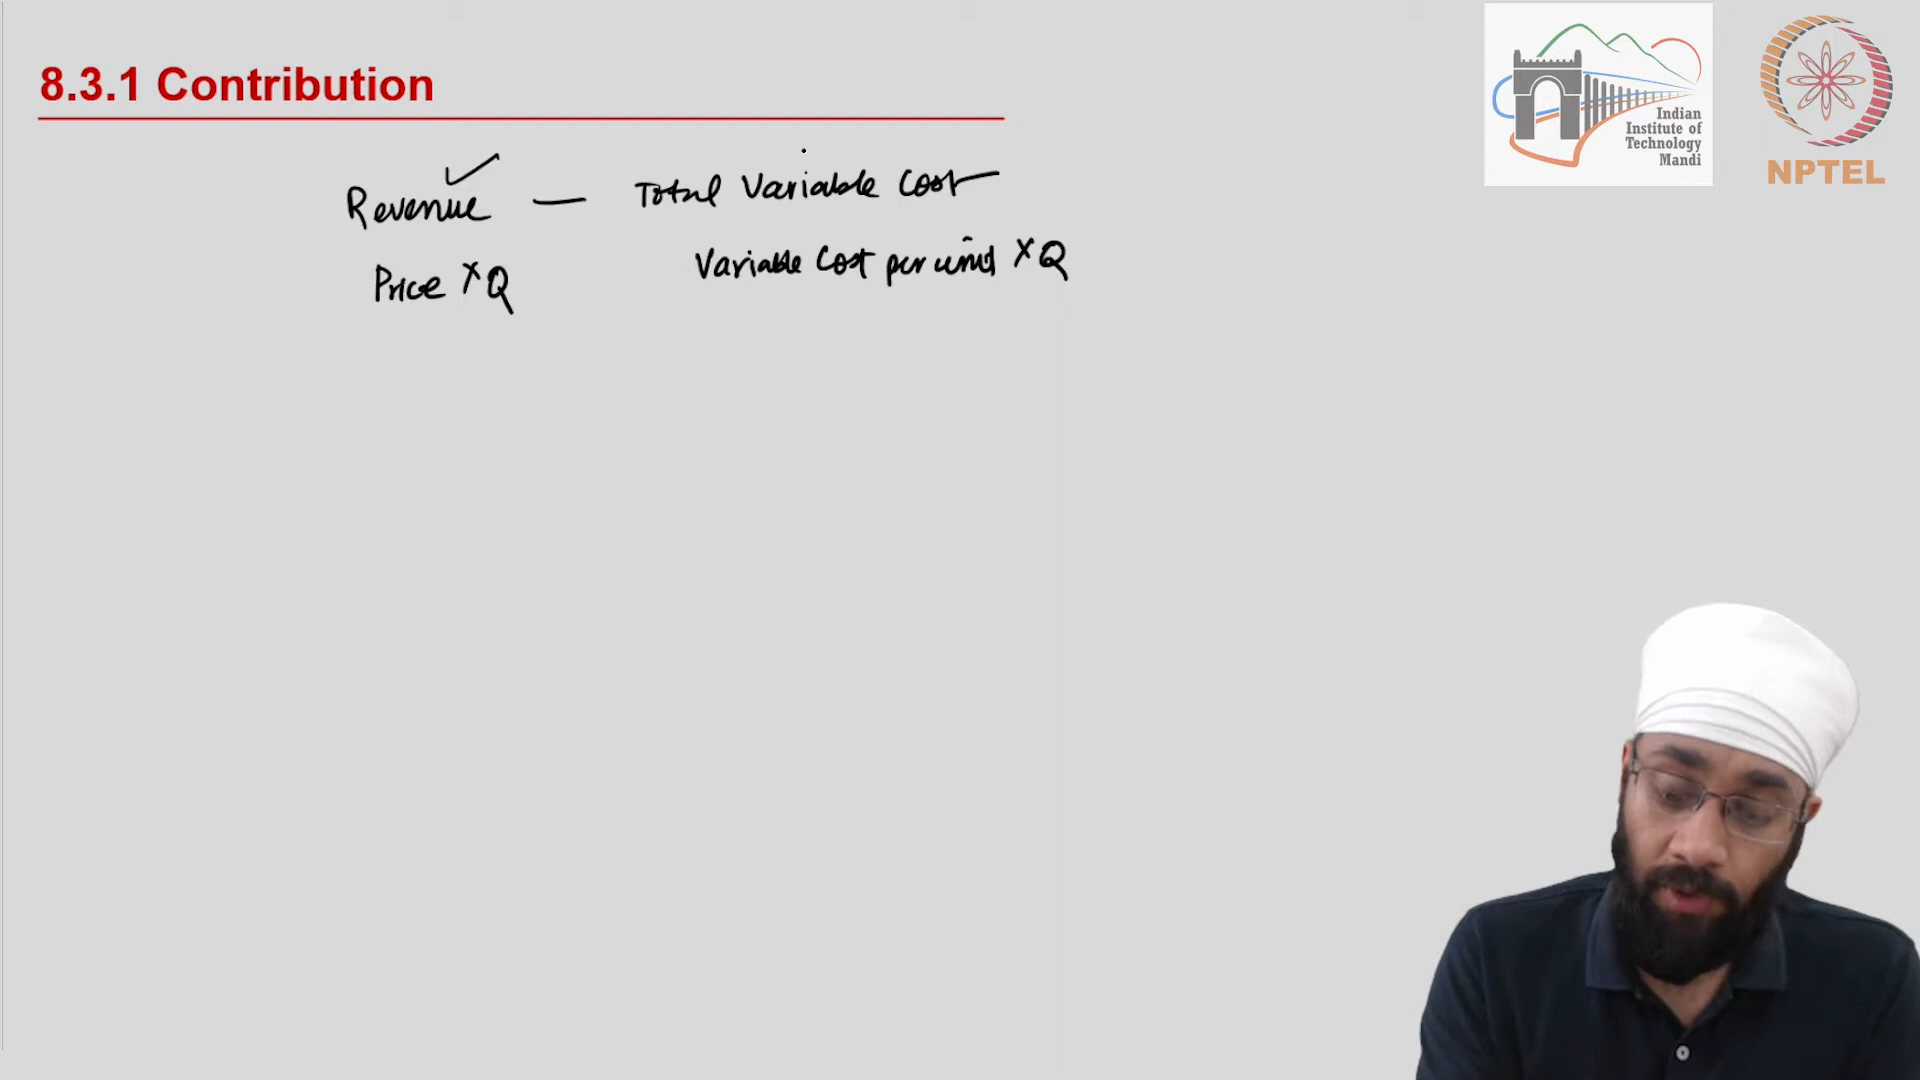 8.3.1 Contribution
Indian
Institute of
Technology
Mandi
NPTEL
Revenue — Total Variable Cost
Price × Q Variable Cost per unit × Q